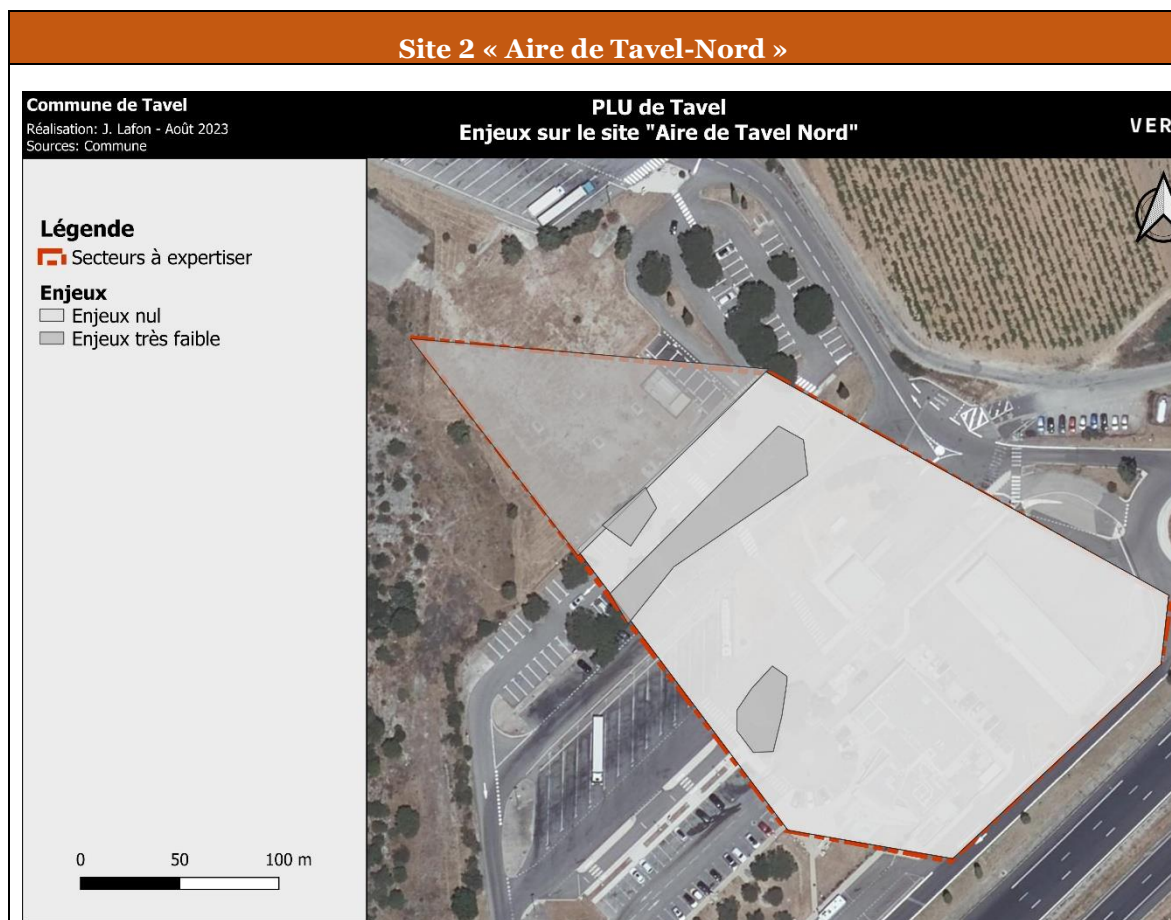 Site 2 « Aire de Tavel-Nord »
Commune de Tavel
Réalisation: J. Lafon - Août 2023
Sources: Commune
PLU de Tavel
Enjeux sur le site "Aire de Tavel Nord"
VER
Légende
Secteurs à expertiser
Enjeux
Enjeux nul
Enjeux très faible
0 50 100 m